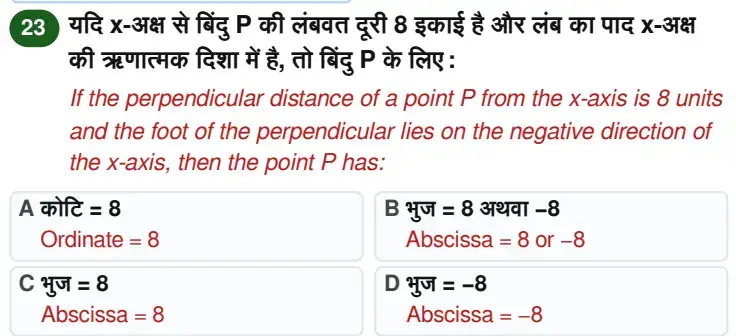 23 यदि x-अक्ष से बिंदु P की लंबवत दूरी 8 इकाई है और लंब का पाद x-अक्ष
की ऋणात्मक दिशा में है, तो बिंदु P के लिए :
If the perpendicular distance of a point P from the x-axis is 8 units
and the foot of the perpendicular lies on the negative direction of
the x-axis, then the point P has:
A कोटि = 8
Ordinate = 8
B भुज = 8 अथवा –8
Abscissa = 8 or –8
C भुज = 8
Abscissa = 8
D भुज = –8
Abscissa = –8